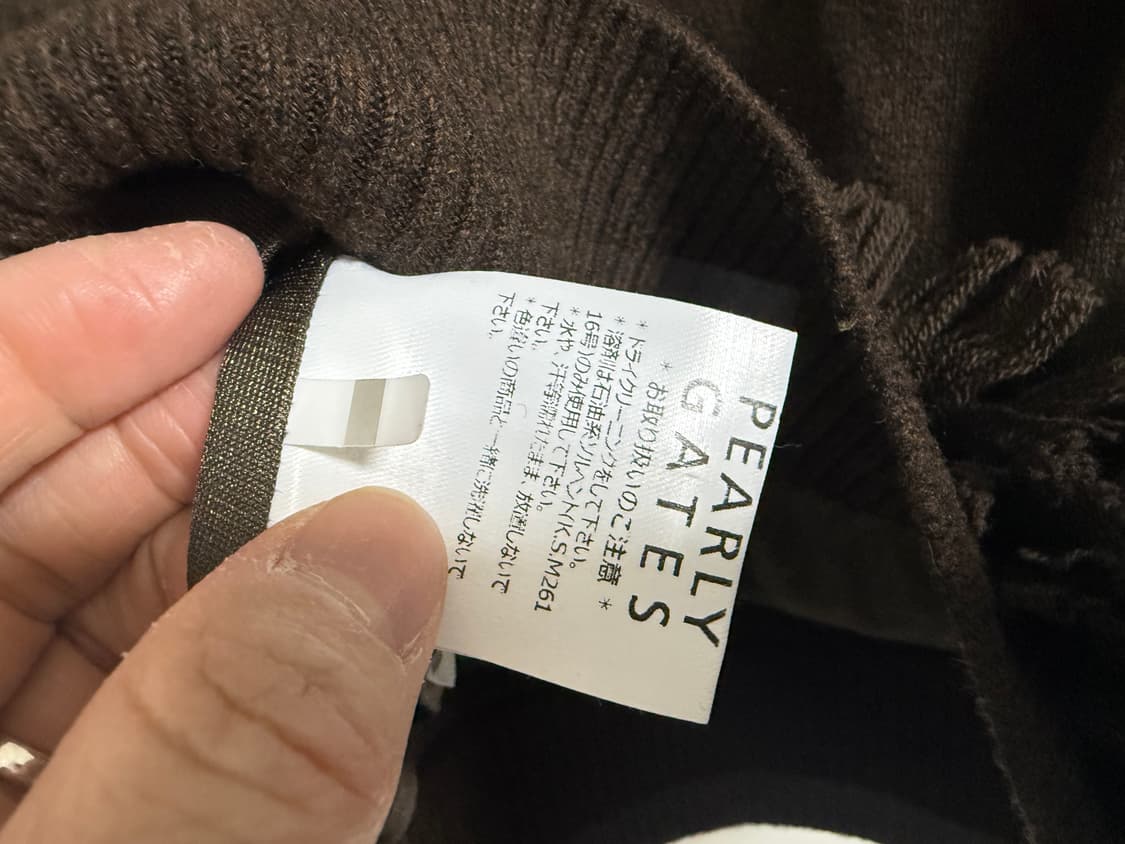 PEARLY
GATES
* お取り扱いのご注意 *
* ドライクリーニングをして下さい。
* 溶剤は石油系ソルベント(K.S.M261
16号)のみ使用して下さい。
* 水や、汗等濡れたまま、放置しないで
下さい。
* 色違いの商品と一緒に洗濯しないで
下さい。